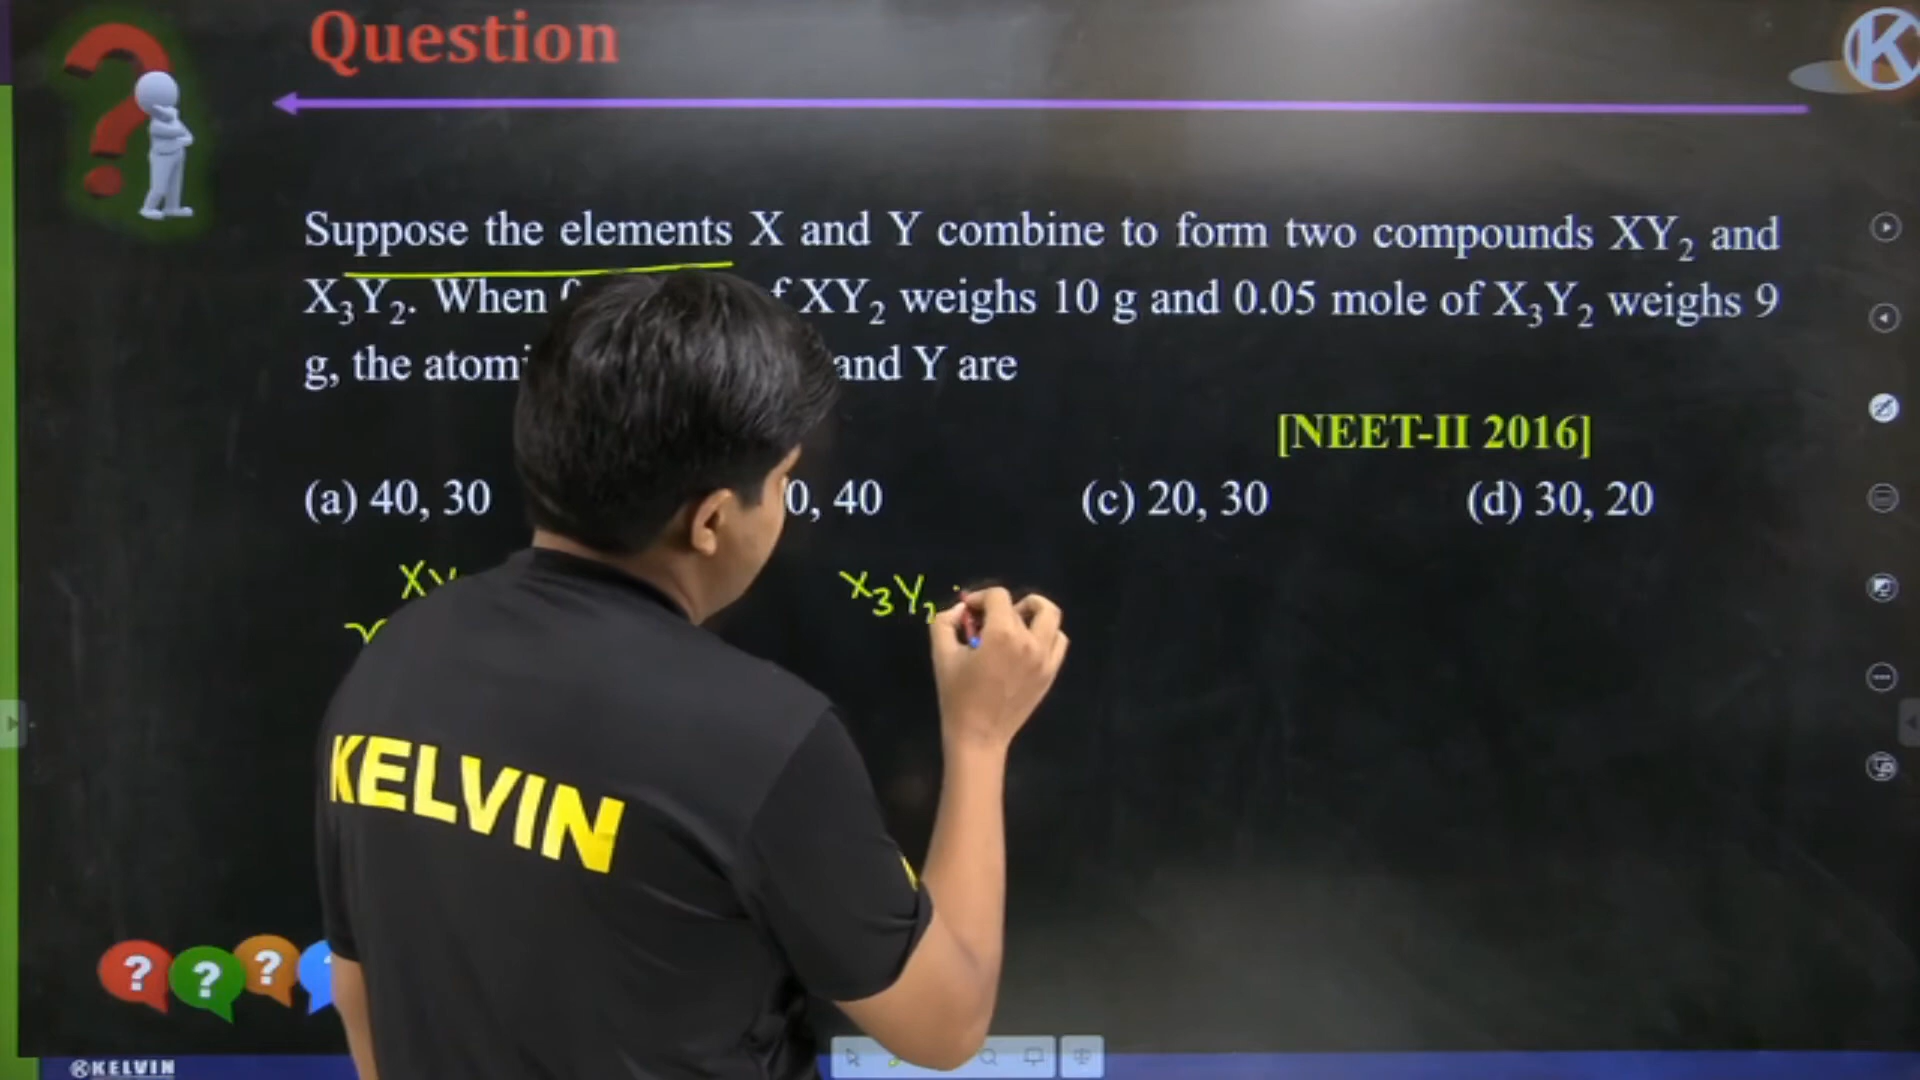 Question
Suppose the elements X and Y combine to form two compounds XY₂ and
X₃Y₂. When XY₂ weighs 10 g and 0.05 mole of X₃Y₂ weighs 9
g, the and Y are
[NEET-II 2016]
(a) 40, 30 0, 40 (c) 20, 30 (d) 30, 20
X X₃Y₂
KELVIN
? ? ?
KELVIN